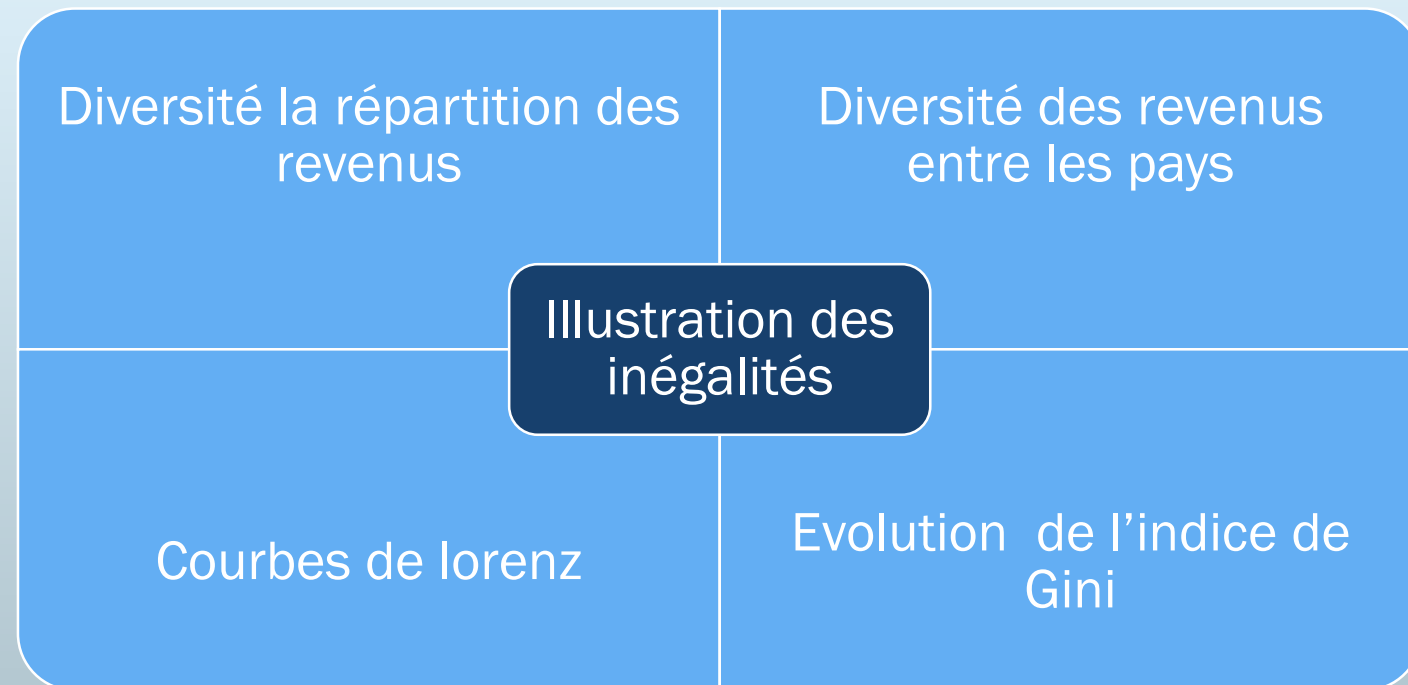 Diversité la répartition des
revenus
Diversité des revenus
entre les pays
Illustration des
inégalités
Courbes de lorenz
Evolution  de l’indice de
Gini